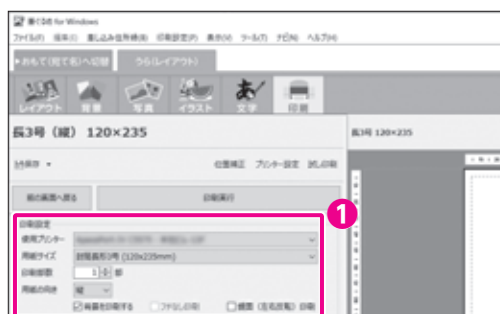 筆ぐるめ for Windows
ファイル(F) 編集(E) 差し込み住所録(B) 印刷設定(P) 表示(V) ツール(T) ナビ(N) ヘルプ(H)
▸おもて(宛て名)へ切替 うら(レイアウト)
レイアウト 背景 写真 イラスト 文字 印刷
長3号（縦） 120×235
長3号 120×235
保存 位置補正 プリンター設定 試し印刷
前の画面へ戻る 印刷実行
1
印刷設定
使用プリンター
用紙サイズ 封筒長形3号 (120x235mm)
印刷部数 1 部
用紙の向き 縦
背景を印刷する フチなし印刷 鏡面（左右反転）印刷